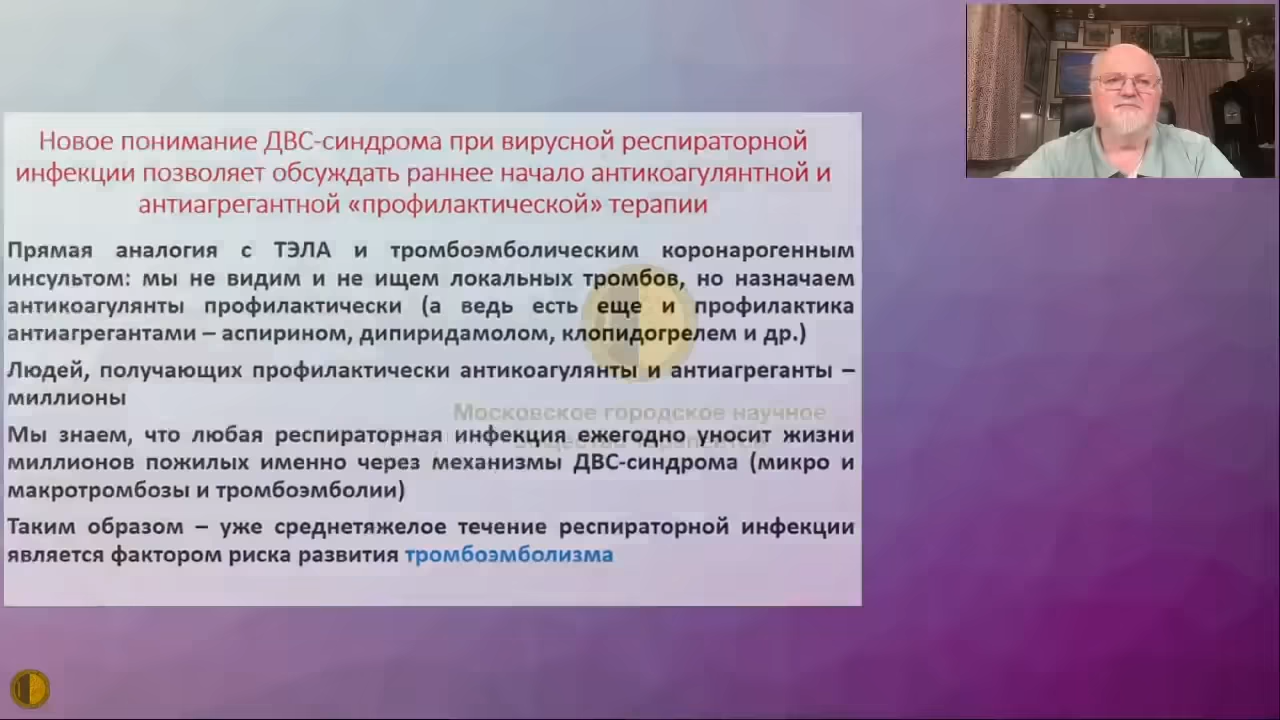 Новое понимание ДВС-синдрома при вирусной респираторной
инфекции позволяет обсуждать раннее начало антикоагулянтной и
антиагрегантной «профилактической» терапии
Прямая аналогия с ТЭЛА и тромбоэмболическим коронарогенным
инсультом: мы не видим и не ищем локальных тромбов, но назначаем
антикоагулянты профилактически (а ведь есть еще и профилактика
антиагрегантами – аспирином, дипиридамолом, клопидогрелем и др.)
Людей, получающих профилактически антикоагулянты и антиагреганты –
миллионы
Московское городское научное
Мы знаем, что любая респираторная инфекция ежегодно уносит жизни
миллионов пожилых именно через механизмы ДВС-синдрома (микро и
макротромбозы и тромбоэмболии)
Таким образом – уже среднетяжелое течение респираторной инфекции
является фактором риска развития тромбоэмболизма